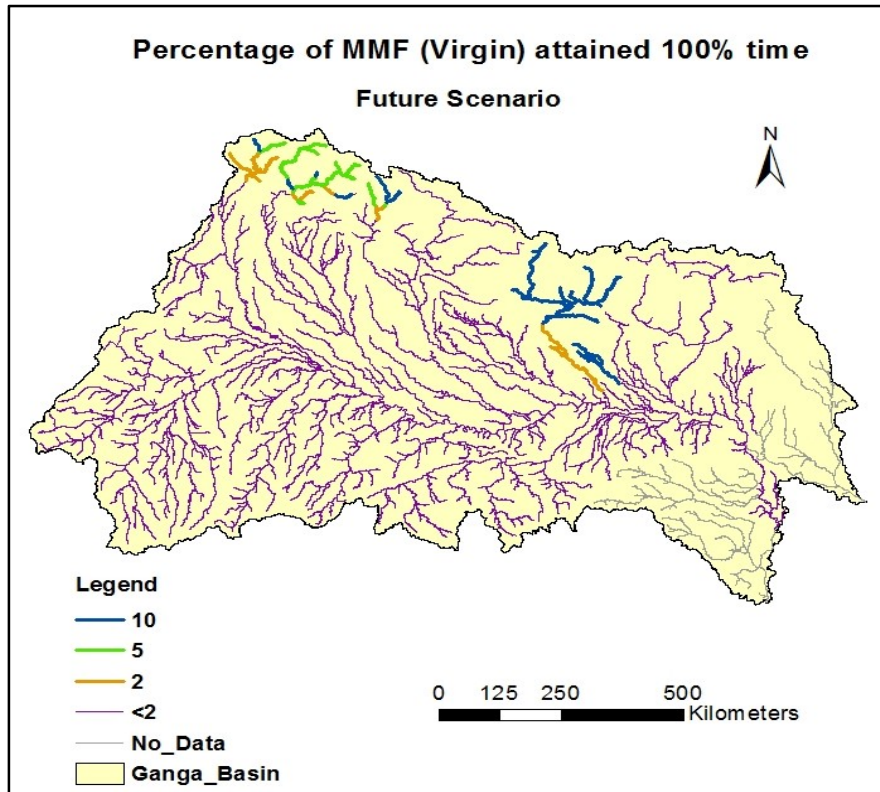 Percentage of MMF (Virgin) attained 100% time
Future Scenario
N
Legend
10
5
2
<2
No_Data
Ganga_Basin
0 125 250 500
Kilometers